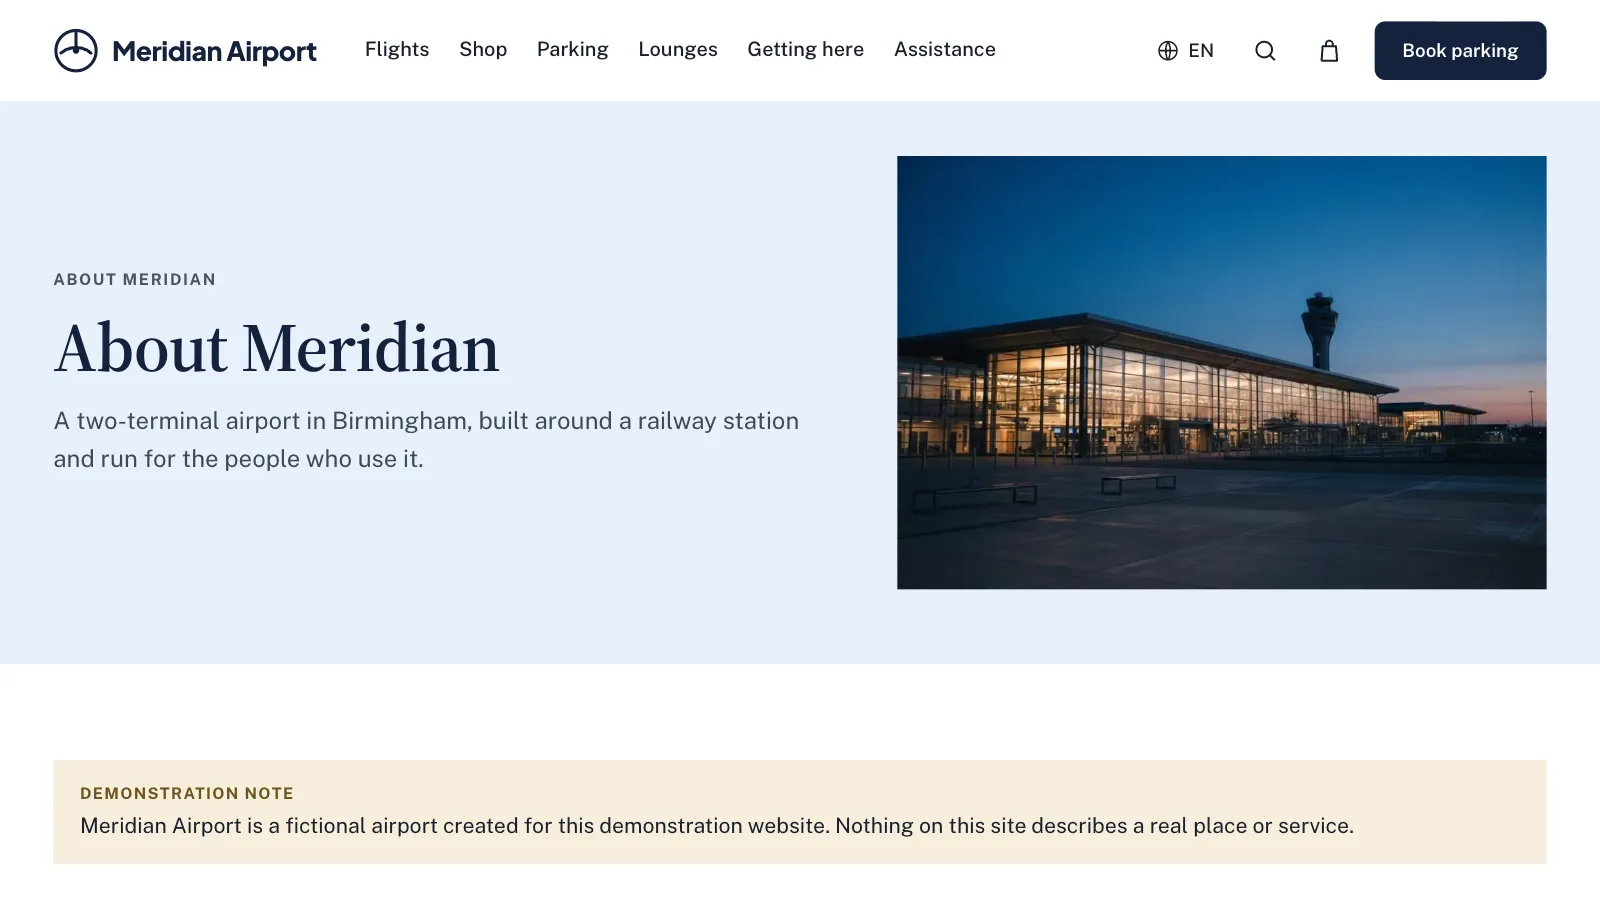 Meridian Airport
Flights
Shop
Parking
Lounges
Getting here
Assistance
EN
Book parking
ABOUT MERIDIAN
About Meridian
A two-terminal airport in Birmingham, built around a railway station
and run for the people who use it.
DEMONSTRATION NOTE
Meridian Airport is a fictional airport created for this demonstration website. Nothing on this site describes a real place or service.